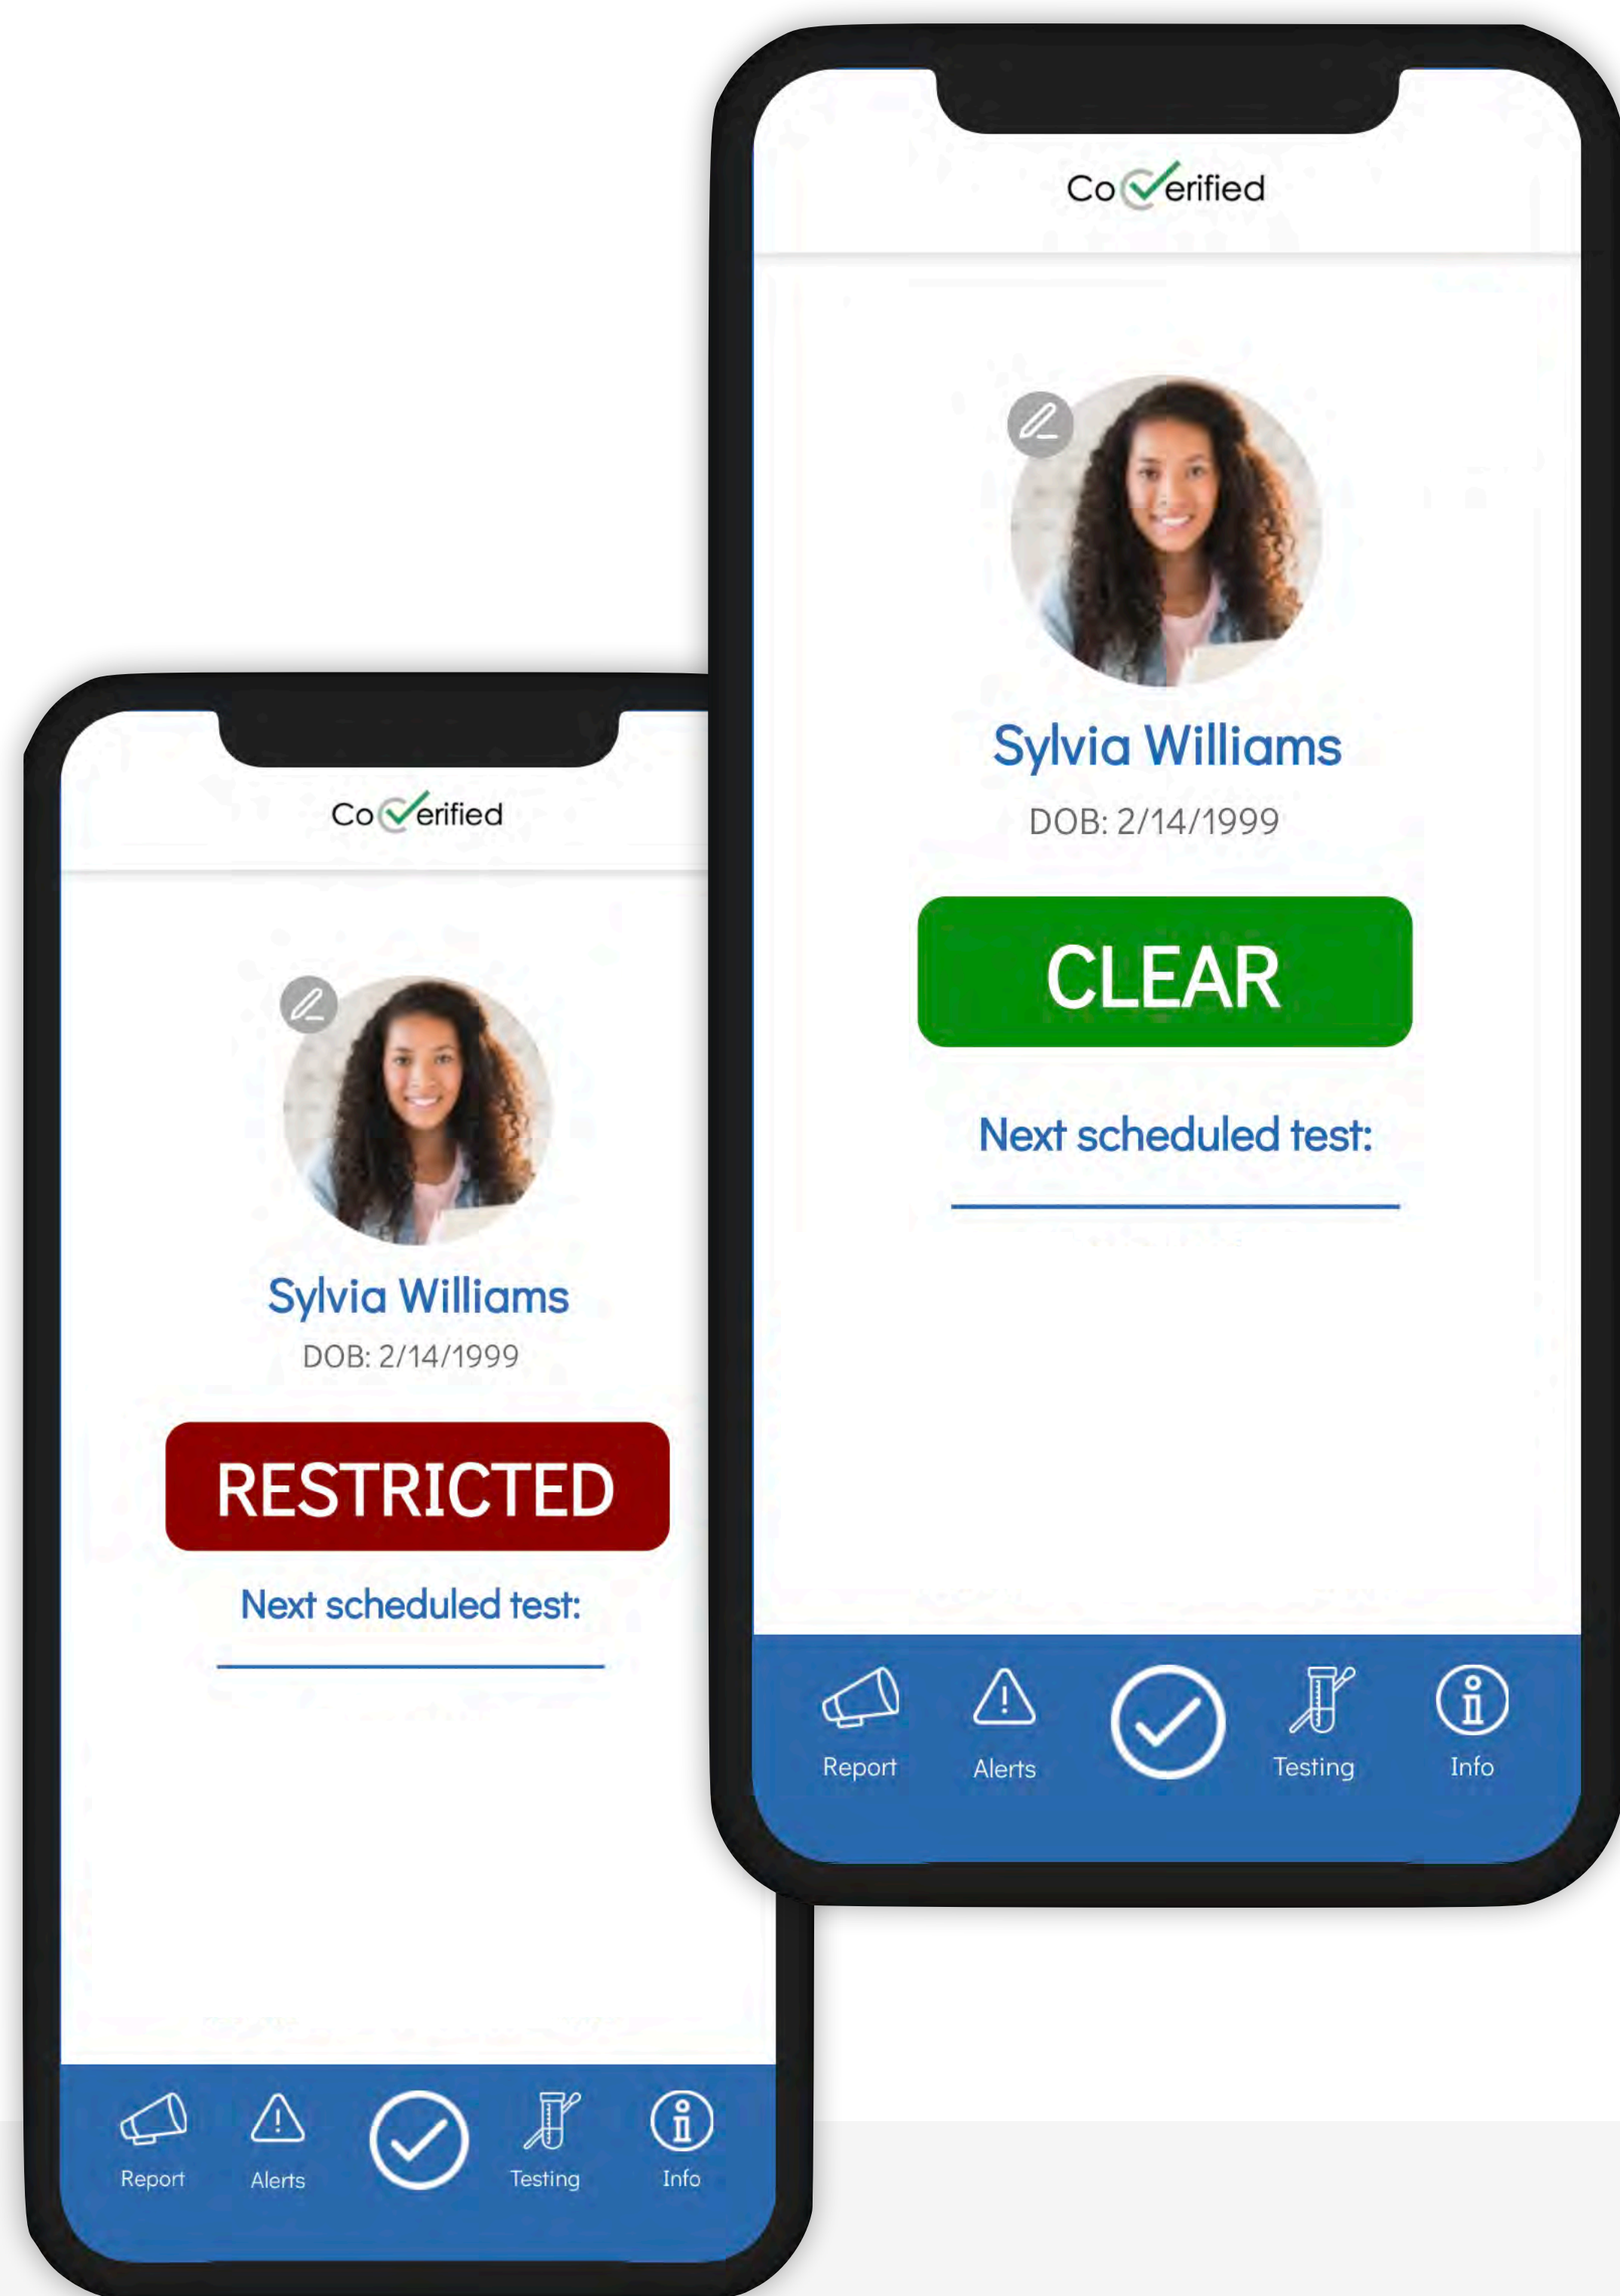 CoVerified
Sylvia Williams
DOB: 2/14/1999
CLEAR
Next scheduled test:
Report
Alerts
Testing
Info
CoVerified
Sylvia Williams
DOB: 2/14/1999
RESTRICTED
Next scheduled test:
Report
Alerts
Testing
Info